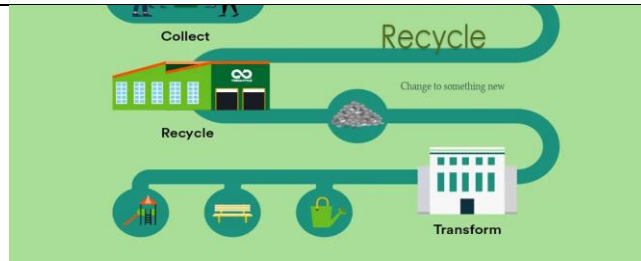 Collect
Recycle
Change to something new
Recycle
Transform